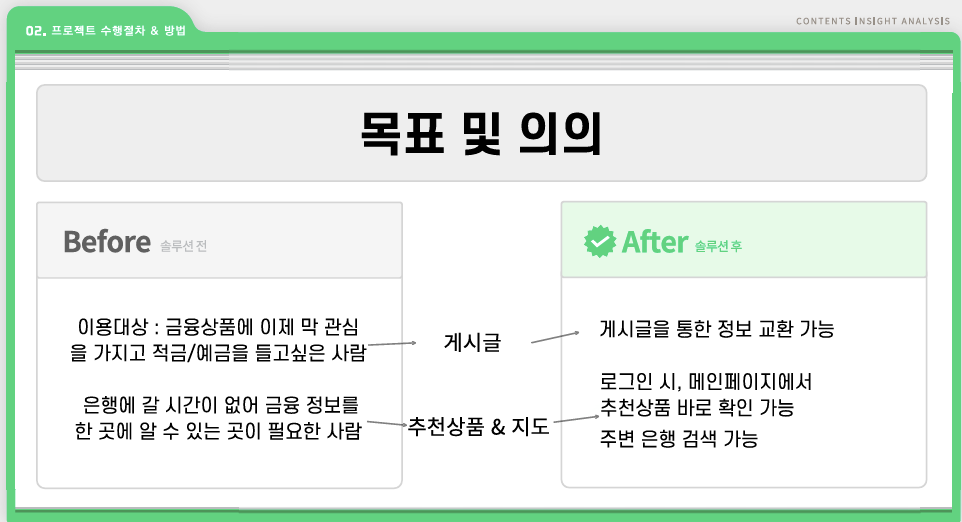 02. 프로젝트 수행절차 & 방법
CONTENTS INSIGHT ANALYSIS
목표 및 의의
Before 솔루션 전
이용대상 : 금융상품에 이제 막 관심
을 가지고 적금/예금을 들고싶은 사람
은행에 갈 시간이 없어 금융 정보를
한 곳에 알 수 있는 곳이 필요한 사람
게시글
추천상품 & 지도
After 솔루션 후
게시글을 통한 정보 교환 가능
로그인 시, 메인페이지에서
추천상품 바로 확인 가능
주변 은행 검색 가능